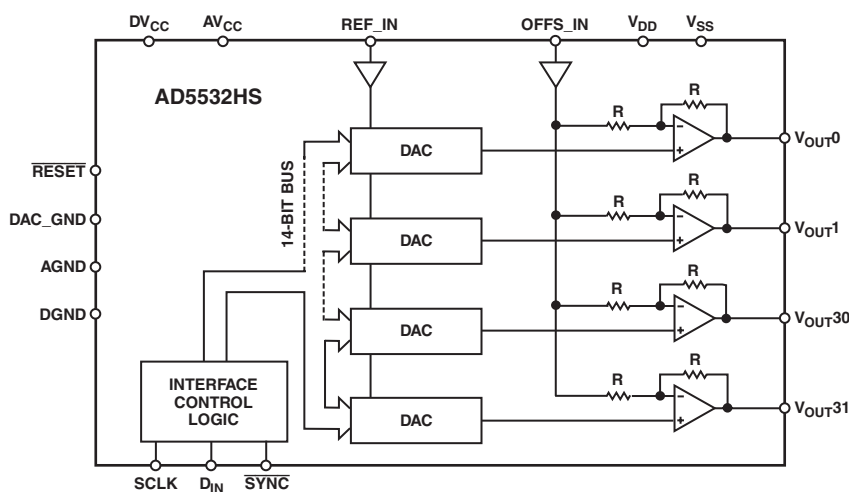 DVCC AVCC REF_IN OFFS_IN VDD VSS
AD5532HS
RESET
DAC_GND
AGND
DGND
14-BIT BUS
DAC
R
R
VOUT0
DAC
R
R
VOUT1
DAC
R
R
VOUT30
DAC
R
R
VOUT31
INTERFACE
CONTROL
LOGIC
SCLK DIN SYNC